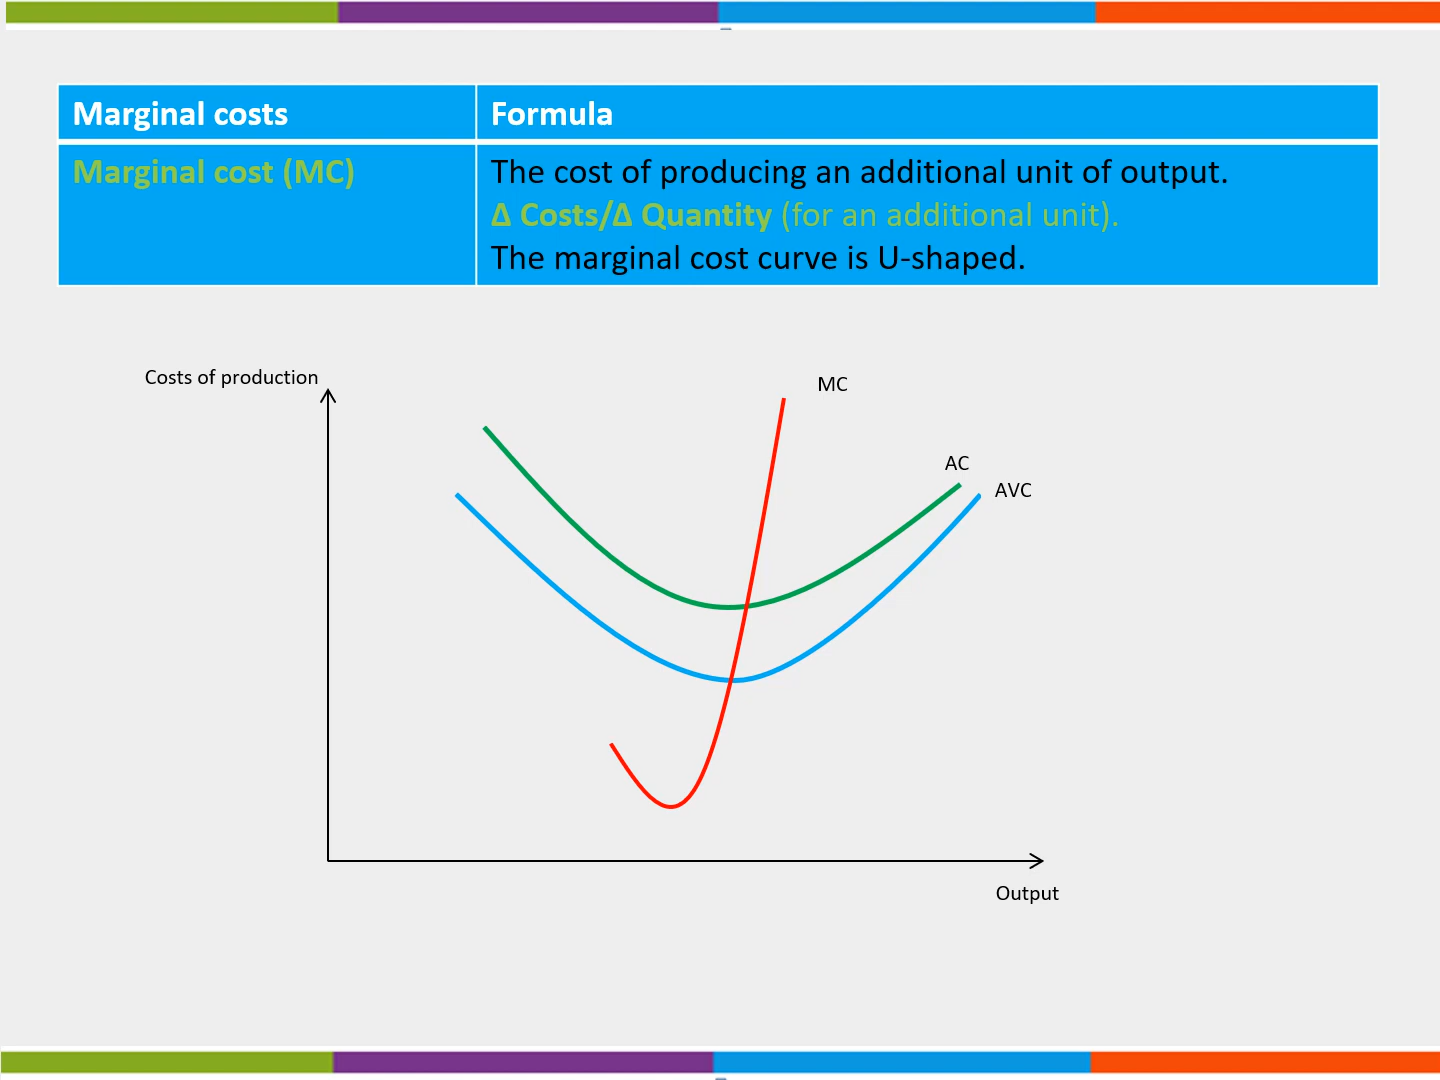 Marginal costs
Formula
Marginal cost (MC)
The cost of producing an additional unit of output.
Δ Costs/Δ Quantity (for an additional unit).
The marginal cost curve is U-shaped.
Costs of production
MC
AC
AVC
Output